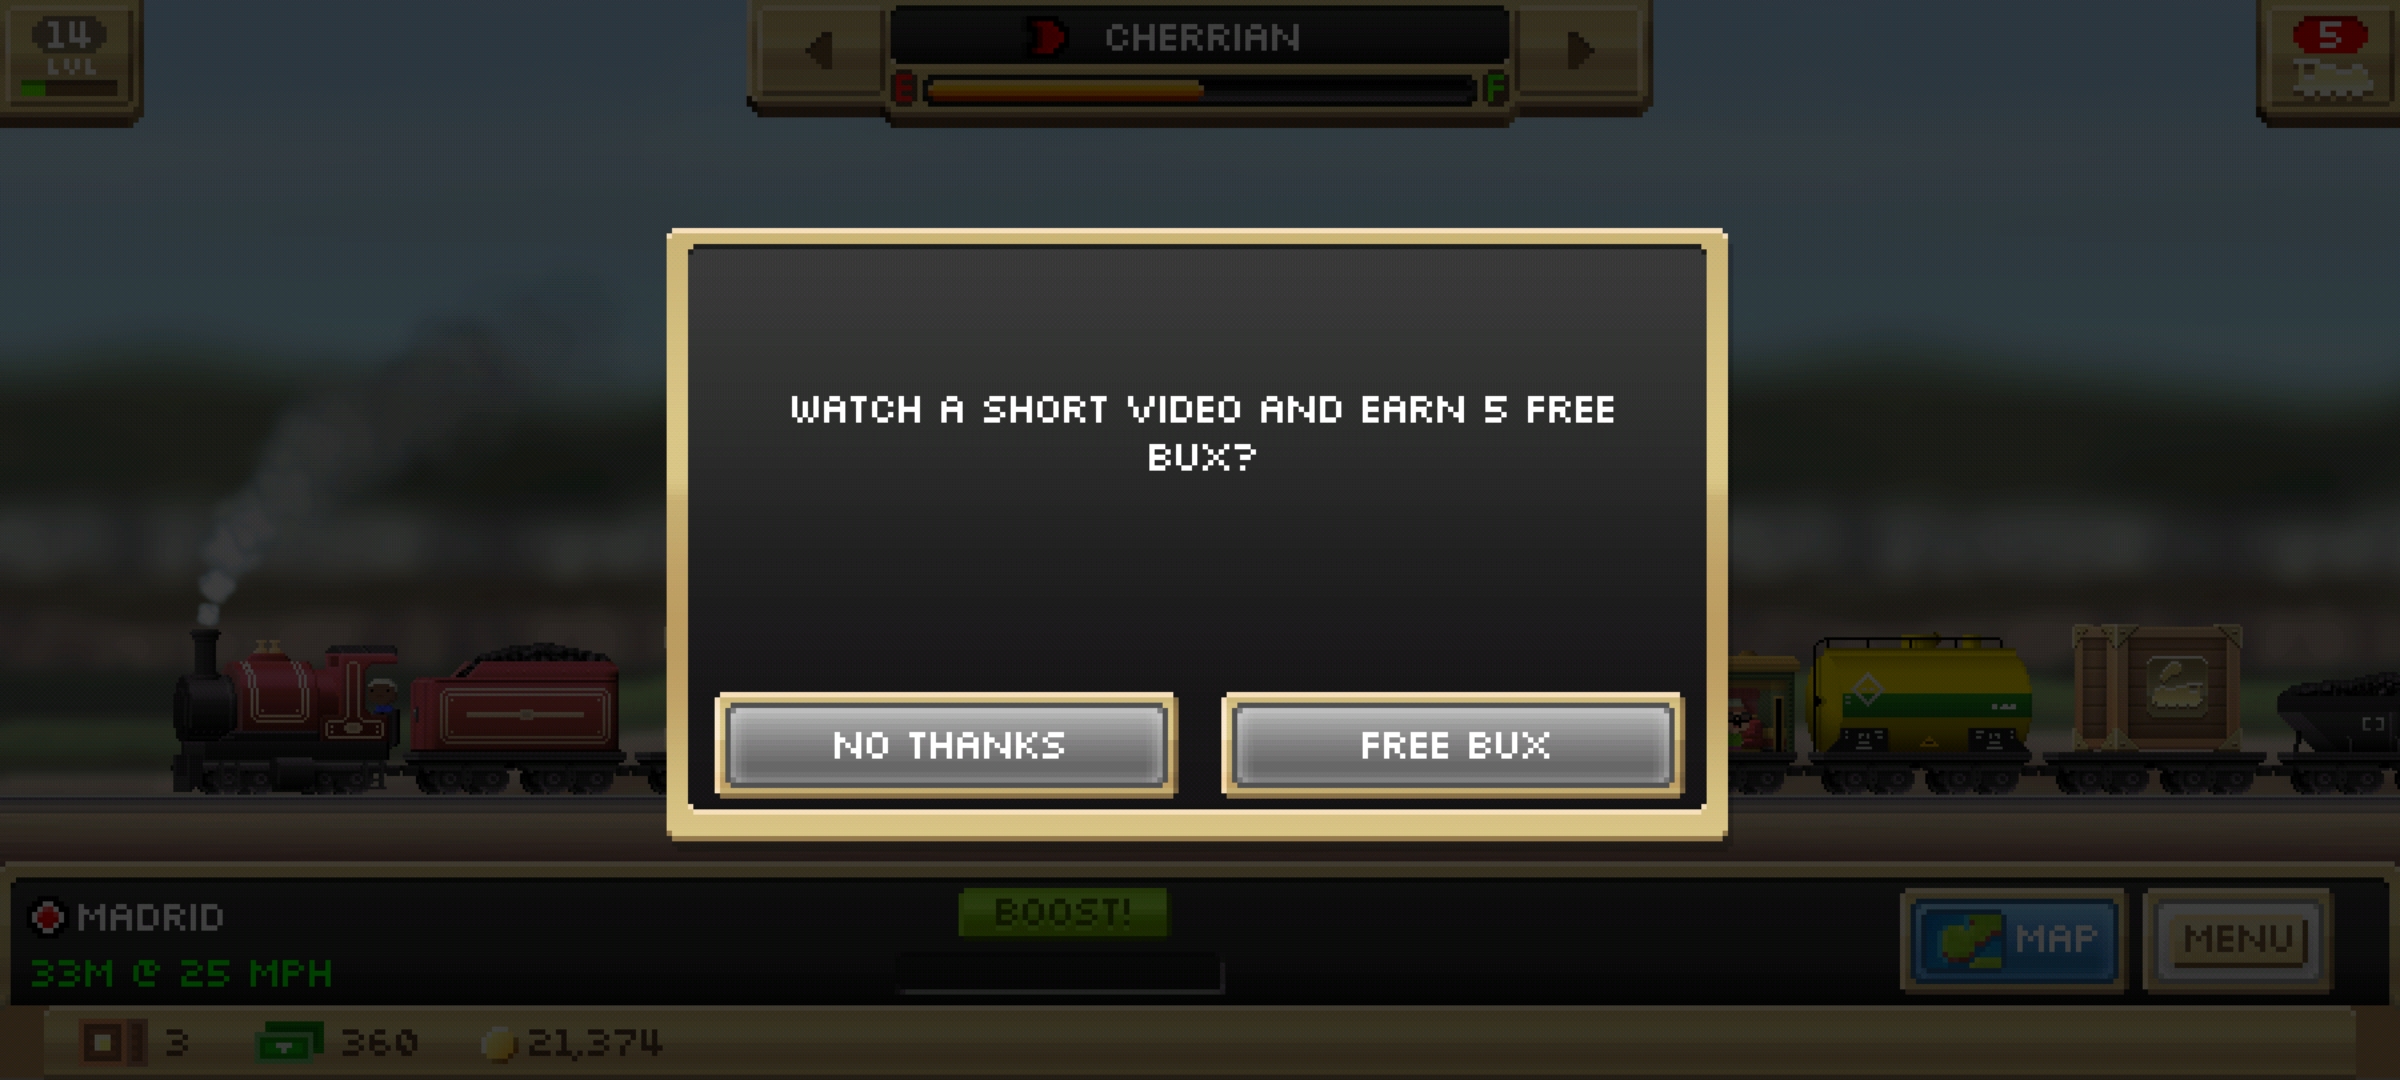 14
LVL
CHERRIAN
E
F
5
WATCH A SHORT VIDEO AND EARN 5 FREE
BUX?
NO THANKS
FREE BUX
MADRID
33M @ 25 MPH
BOOST!
MAP
MENU
3
360
21,374